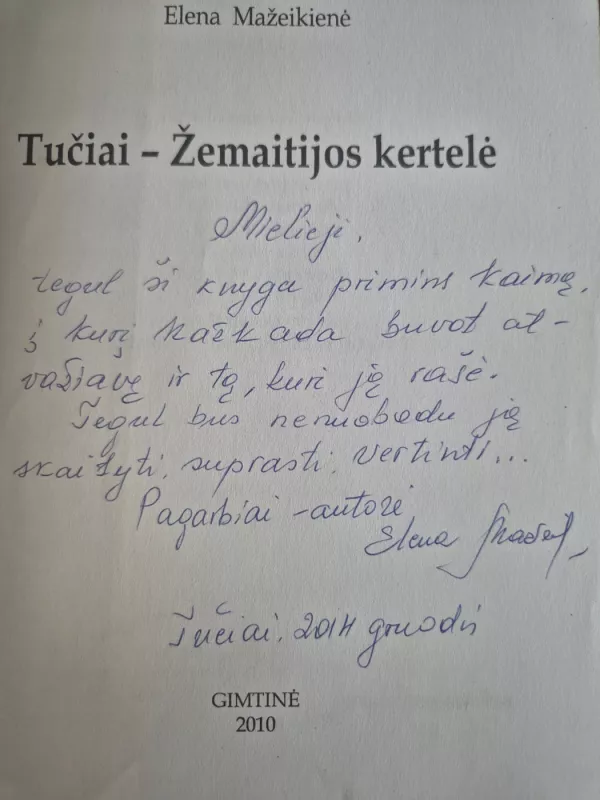 Elena Mažeikienė
Tučiai – Žemaitijos kertelė
Mielieji,
tegul ši knyga primins kaimą,
į kurį kažkada buvot at-
važiavę ir tą, kuri ją rašė.
Tegul bus nenuobodu ją
skaityti, suprasti, vertinti...
Pagarbiai – autorė
Elena
Tučiai, 2014 gruodis
GIMTINĖ
2010